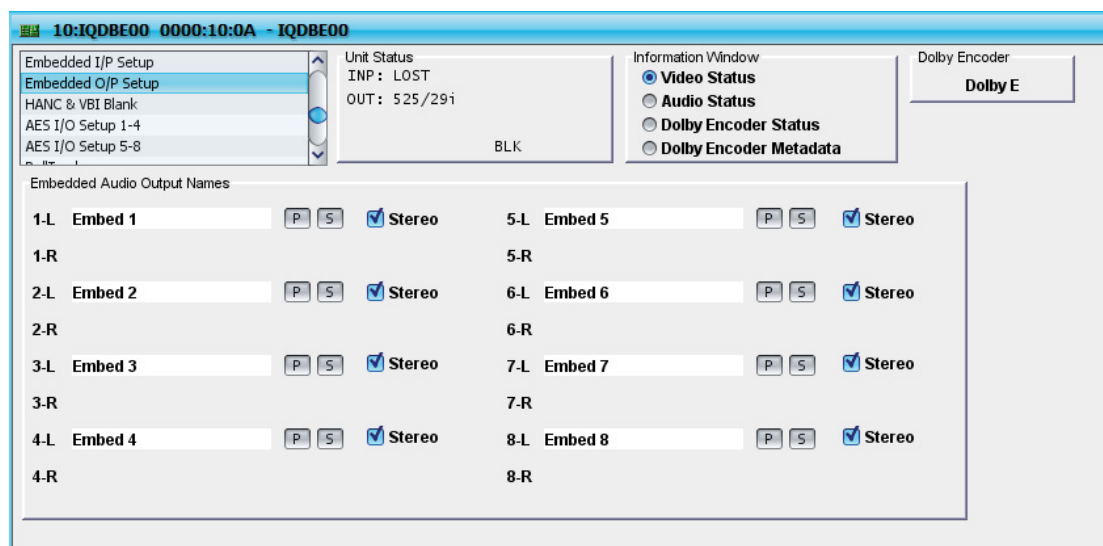 10:IQDBE00 0000:10:0A - IQDBE00
Embedded I/P Setup
Embedded O/P Setup
HANC & VBI Blank
AES I/O Setup 1-4
AES I/O Setup 5-8
Unit Status
INP: LOST
OUT: 525/29i
BLK
Information Window
Video Status
Audio Status
Dolby Encoder Status
Dolby Encoder Metadata
Dolby Encoder
Dolby E
Embedded Audio Output Names
1-L Embed 1 P S Stereo
1-R
2-L Embed 2 P S Stereo
2-R
3-L Embed 3 P S Stereo
3-R
4-L Embed 4 P S Stereo
4-R
5-L Embed 5 P S Stereo
5-R
6-L Embed 6 P S Stereo
6-R
7-L Embed 7 P S Stereo
7-R
8-L Embed 8 P S Stereo
8-R